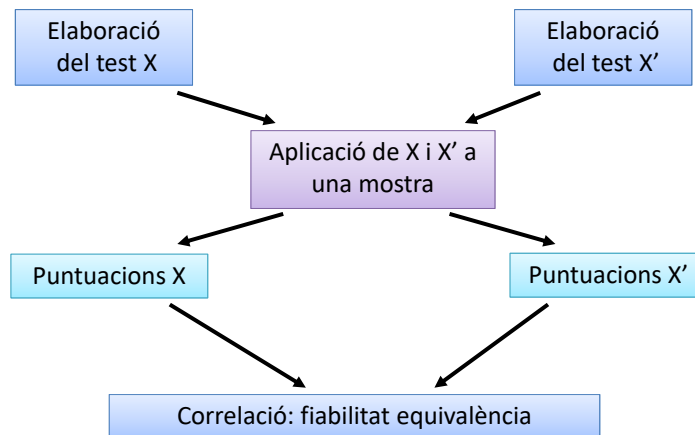 Elaboració
del test X
Elaboració
del test X’
Aplicació de X i X’ a
una mostra
Puntuacions X
Puntuacions X’
Correlació: fiabilitat equivalència